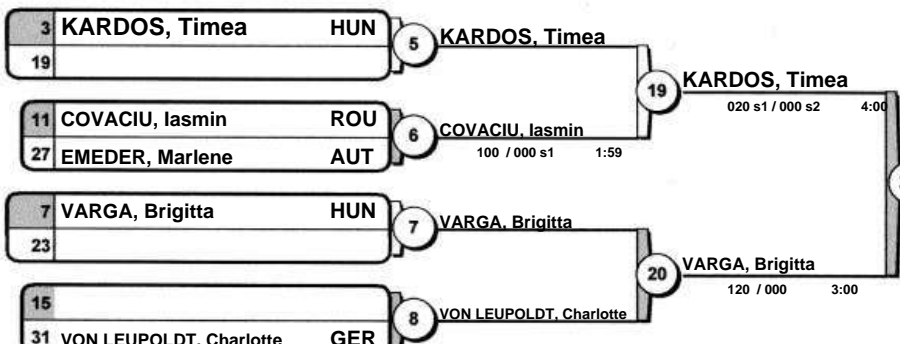 3 KARDOS, Timea HUN
19
5
KARDOS, Timea
11 COVACIU, Iasmin ROU
27 EMEDER, Marlene AUT
6
COVACIU, Iasmin
100 / 000 s1 1:59
19
KARDOS, Timea
020 s1 / 000 s2 4:00
7 VARGA, Brigitta HUN
23
7
VARGA, Brigitta
15
31 VON LEUPOLDT, Charlotte GER
8
VON LEUPOLDT, Charlotte
20
VARGA, Brigitta
120 / 000 3:00